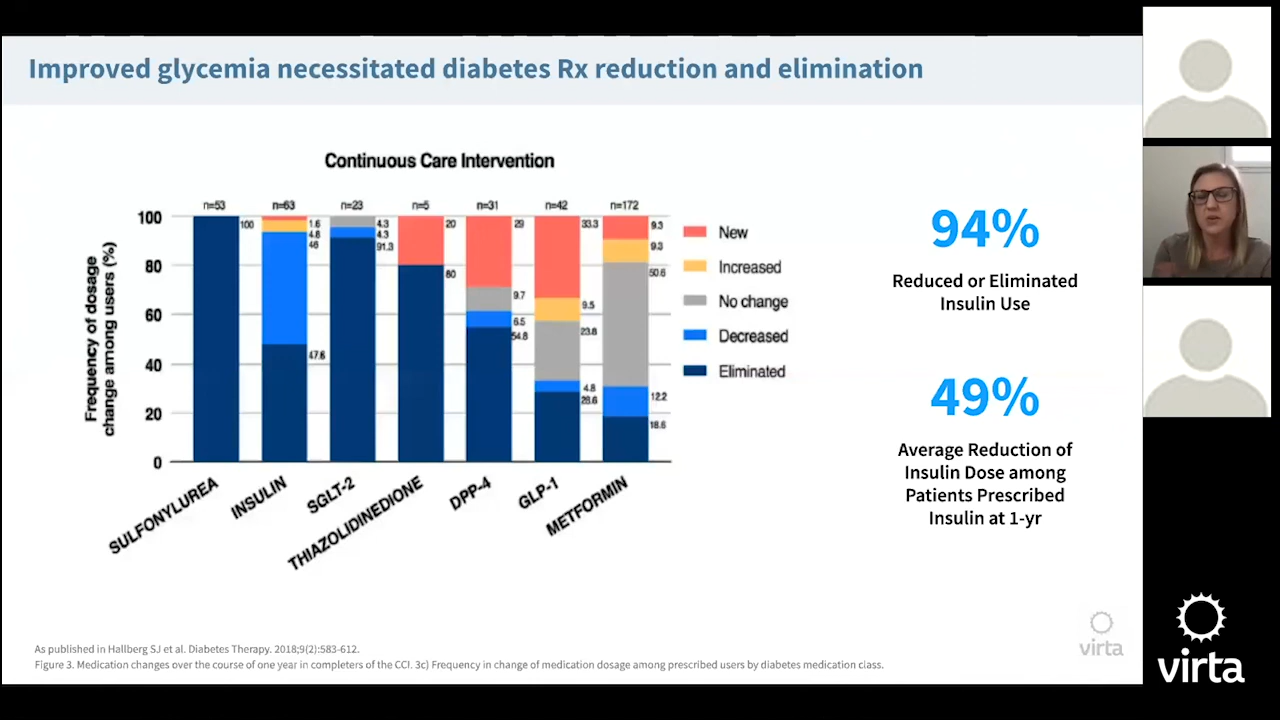 Improved glycemia necessitated diabetes Rx reduction and elimination
Continuous Care Intervention
n=53 n=63 n=23 n=5 n=31 n=42 n=172
Frequency of dosage
change among users (%)
100
80
60
40
20
0
100
1.6
4.8
46
47.6
4.3
4.3
91.3
20
80
29
9.7
6.5
54.8
33.3
9.5
23.8
4.8
28.6
9.3
9.3
50.6
12.2
18.6
SULFONYLUREA
INSULIN
SGLT-2
THIAZOLIDINEDIONE
DPP-4
GLP-1
METFORMIN
New
Increased
No change
Decreased
Eliminated
94%
Reduced or Eliminated
Insulin Use
49%
Average Reduction of
Insulin Dose among
Patients Prescribed
Insulin at 1-yr
As published in Hallberg SJ et al. Diabetes Therapy. 2018;9(2):583-612.
Figure 3. Medication changes over the course of one year in completers of the CCI. 3c) Frequency in change of medication dosage among prescribed users by diabetes medication class.
virta
virta